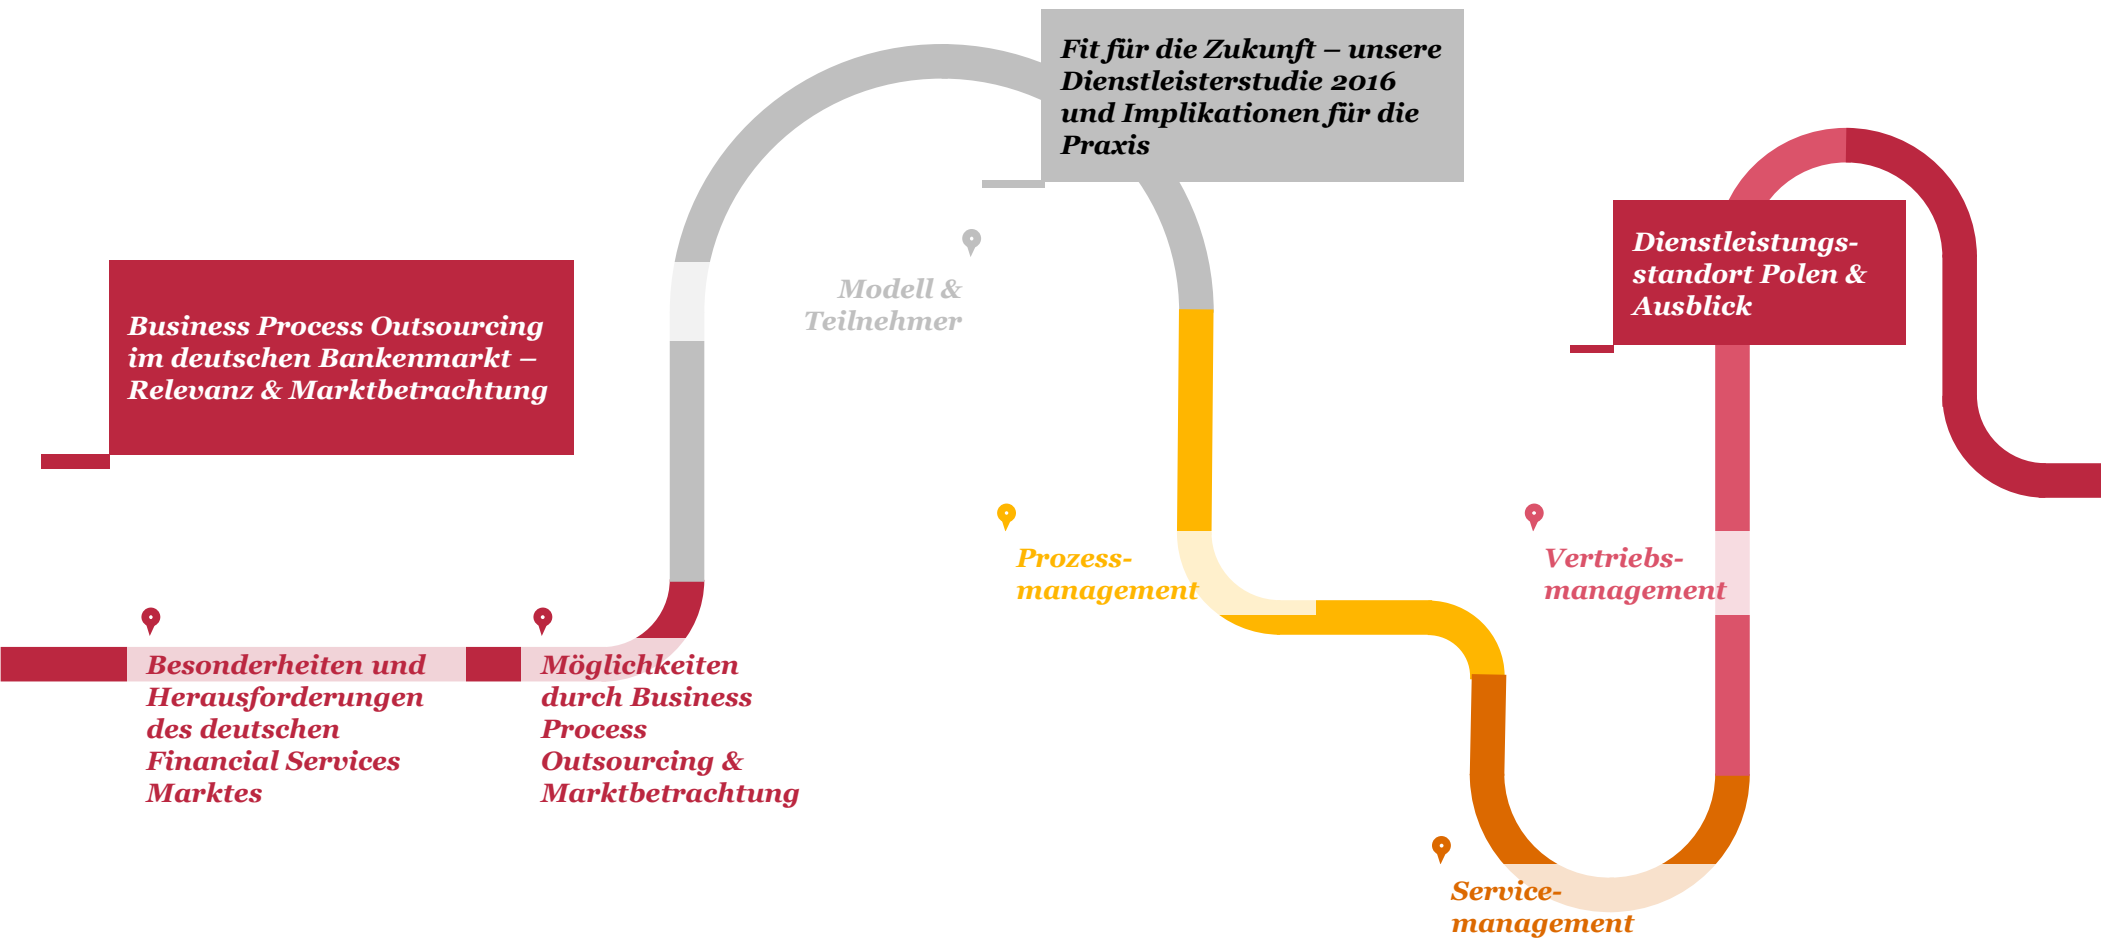 Business Process Outsourcing
im deutschen Bankenmarkt –
Relevanz & Marktbetrachtung
Besonderheiten und
Herausforderungen
des deutschen
Financial Services
Marktes
Möglichkeiten
durch Business
Process
Outsourcing &
Marktbetrachtung
Fit für die Zukunft – unsere
Dienstleisterstudie 2016
und Implikationen für die
Praxis
Modell &
Teilnehmer
Prozess-
management
Service-
management
Vertriebs-
management
Dienstleistungs-
standort Polen &
Ausblick